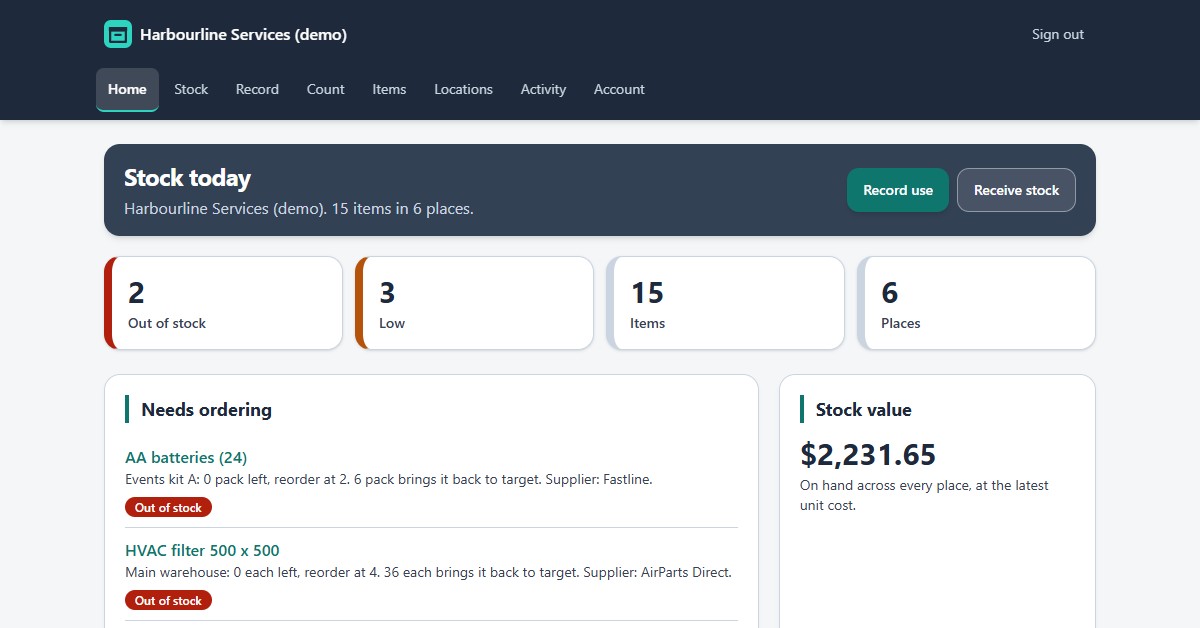 Harbourline Services (demo)
Sign out
Home Stock Record Count Items Locations Activity Account
Stock today
Harbourline Services (demo). 15 items in 6 places.
Record use
Receive stock
2
Out of stock
3
Low
15
Items
6
Places
Needs ordering
AA batteries (24)
Events kit A: 0 pack left, reorder at 2. 6 pack brings it back to target. Supplier: Fastline.
Out of stock
HVAC filter 500 x 500
Main warehouse: 0 each left, reorder at 4. 36 each brings it back to target. Supplier: AirParts Direct.
Out of stock
Stock value
$2,231.65
On hand across every place, at the latest
unit cost.